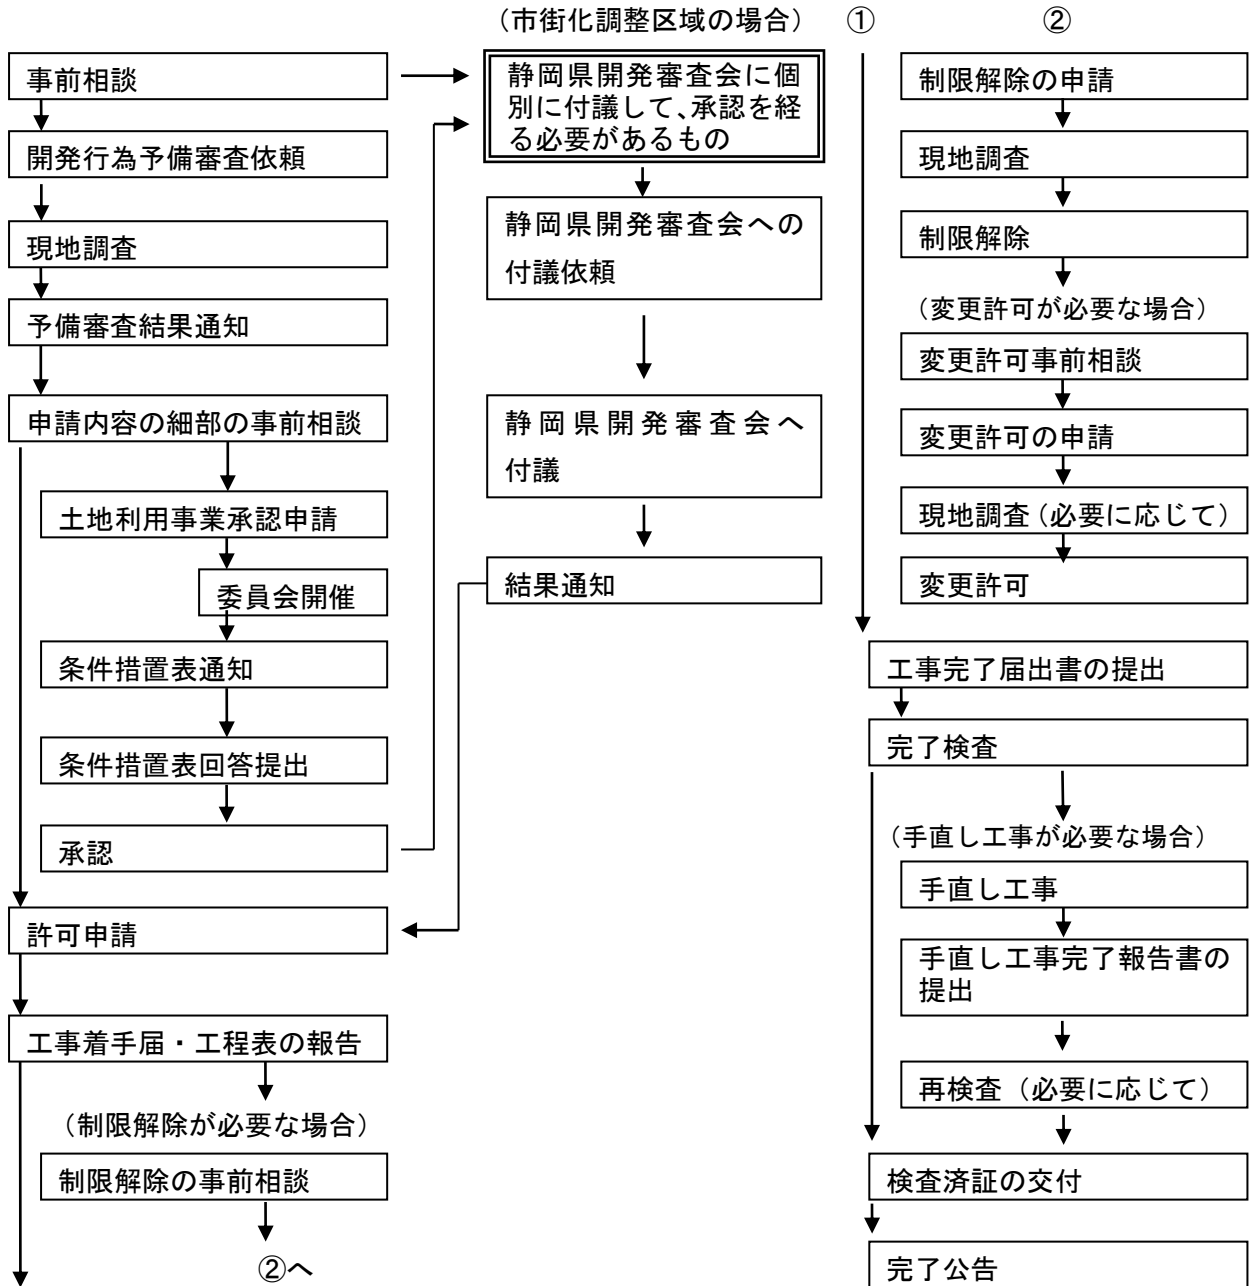 事前相談
開発行為予備審査依頼
現地調査
予備審査結果通知
申請内容の細部の事前相談
土地利用事業承認申請
委員会開催
条件措置表通知
条件措置表回答提出
承認
許可申請
工事着手届・工程表の報告
（制限解除が必要な場合）
制限解除の事前相談
②へ
（市街化調整区域の場合）
静岡県開発審査会に個
別に付議して、承認を経
る必要があるもの
静岡県開発審査会への
付議依頼
静岡県開発審査会へ
付議
結果通知
①
②
制限解除の申請
現地調査
制限解除
（変更許可が必要な場合）
変更許可事前相談
変更許可の申請
現地調査（必要に応じて）
変更許可
工事完了届出書の提出
完了検査
（手直し工事が必要な場合）
手直し工事
手直し工事完了報告書の
提出
再検査（必要に応じて）
検査済証の交付
完了公告